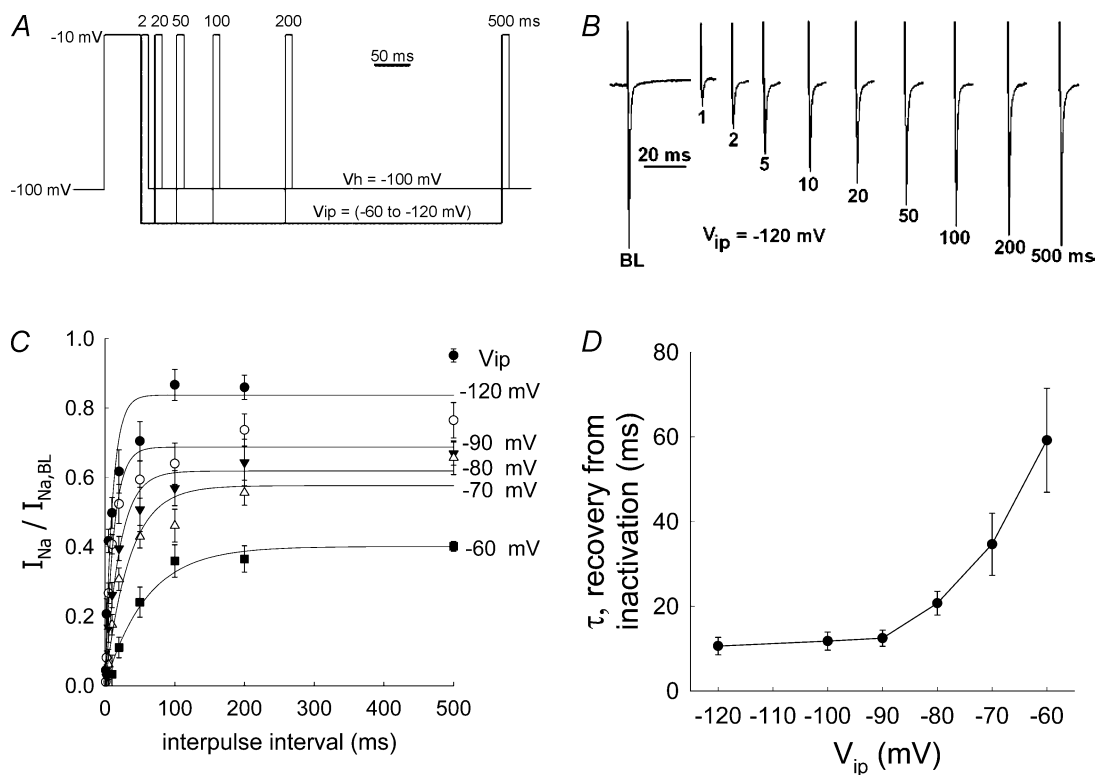 A
2 20 50 100 200 500 ms
-10 mV
50 ms
-100 mV
Vh = -100 mV
Vip = (-60 to -120 mV)
B
1
2
5
10
20
50
100
200
500 ms
20 ms
V_ip = -120 mV
BL
C
I_Na / I_Na,BL
1.0
0.8
0.6
0.4
0.2
0.0
Vip
-120 mV
-90 mV
-80 mV
-70 mV
-60 mV
0 100 200 300 400 500
interpulse interval (ms)
D
τ, recovery from
inactivation (ms)
80
60
40
20
0
-120 -110 -100 -90 -80 -70 -60
V_ip (mV)